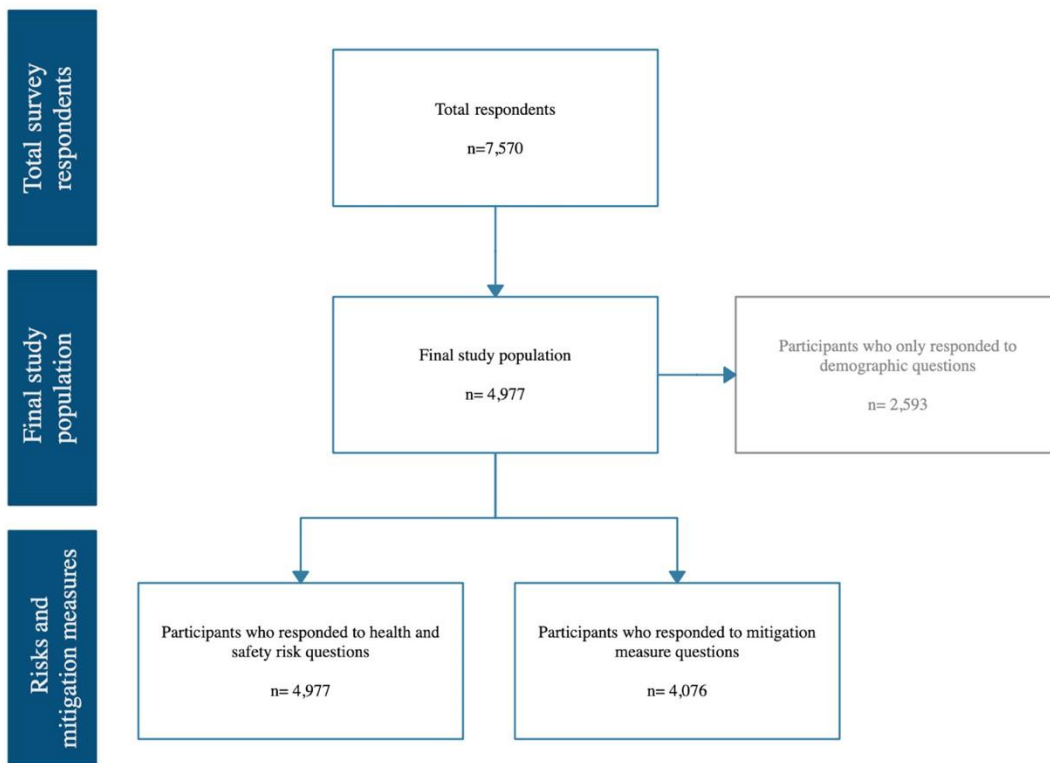 Total survey
respondents
Total respondents
n=7,570
Final study
population
Final study population
n= 4,977
Participants who only responded to
demographic questions
n= 2,593
Risks and
mitigation measures
Participants who responded to health and
safety risk questions
n= 4,977
Participants who responded to mitigation
measure questions
n= 4,076